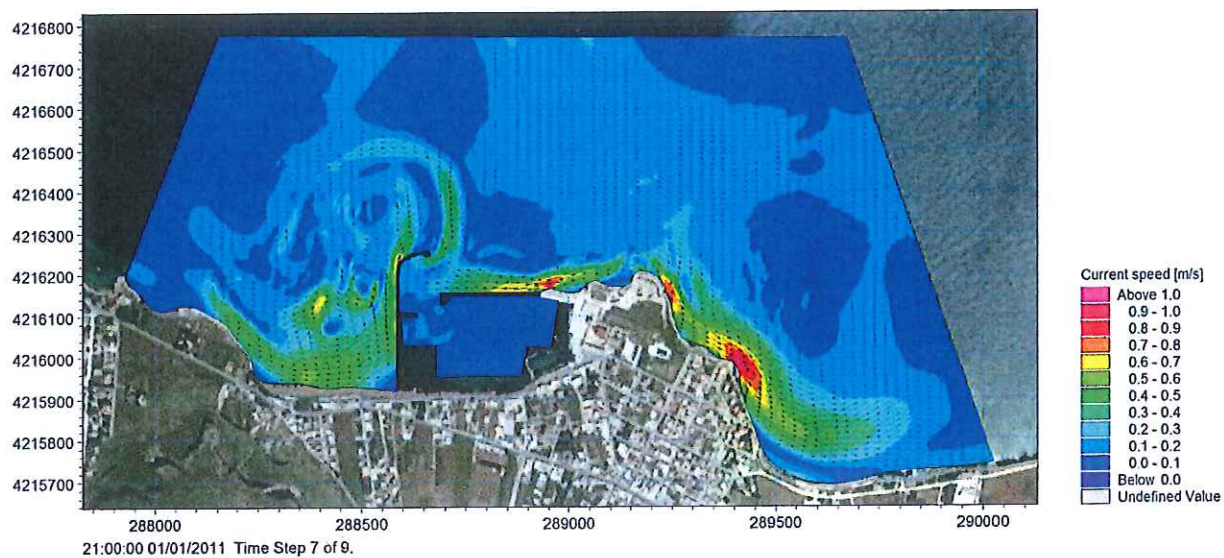 4216800
4216700
4216600
4216500
4216400
4216300
4216200
4216100
4216000
4215900
4215800
4215700
288000 288500 289000 289500 290000
21:00:00 01/01/2011 Time Step 7 of 9.
Current speed [m/s]
Above 1.0
0.9 - 1.0
0.8 - 0.9
0.7 - 0.8
0.6 - 0.7
0.5 - 0.6
0.4 - 0.5
0.3 - 0.4
0.2 - 0.3
0.1 - 0.2
0.0 - 0.1
Below 0.0
Undefined Value